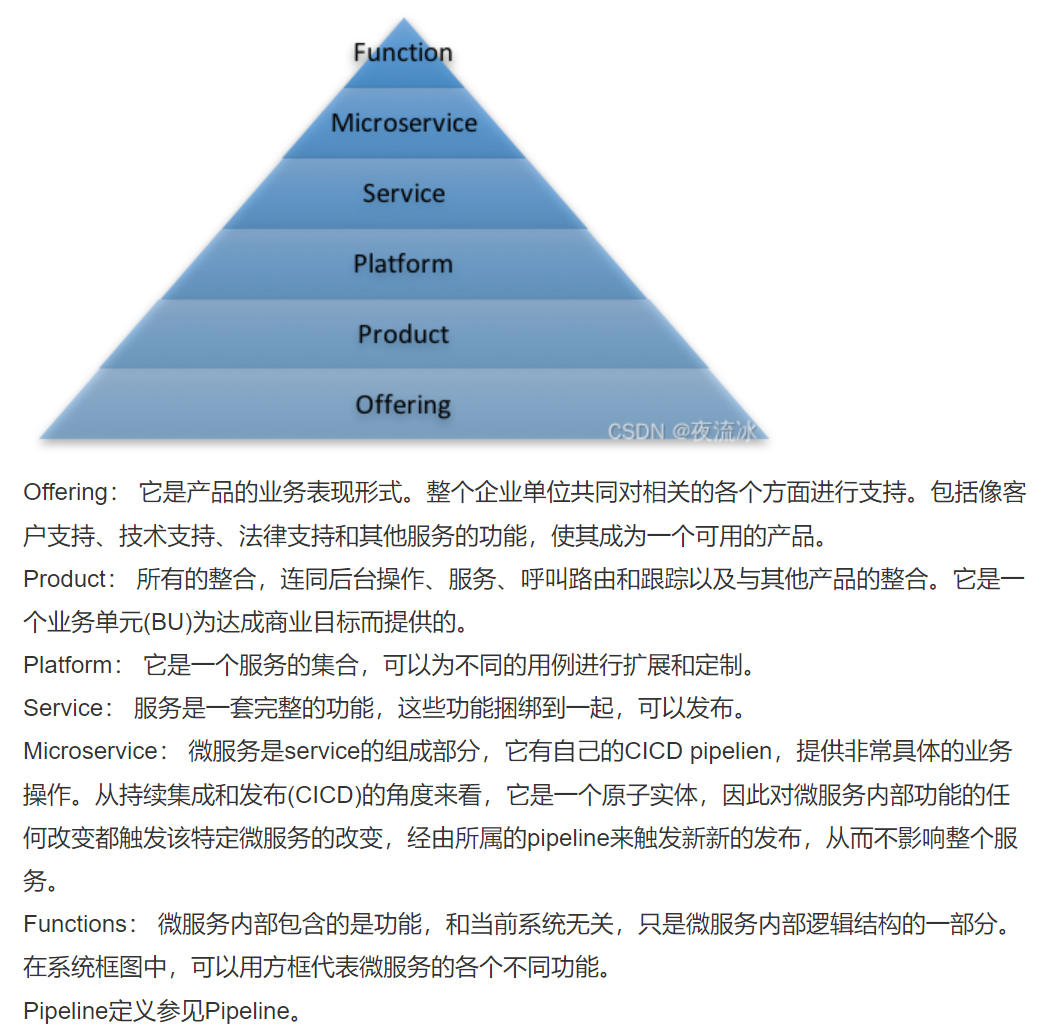 Function
Microservice
Service
Platform
Product
Offering
CSDN @夜流冰
Offering： 它是产品的业务表现形式。整个企业单位共同对相关的各个方面进行支持。包括像客
户支持、技术支持、法律支持和其他服务的功能，使其成为一个可用的产品。
Product： 所有的整合，连同后台操作、服务、呼叫路由和跟踪以及与其他产品的整合。它是一
个业务单元(BU)为达成商业目标而提供的。
Platform： 它是一个服务的集合，可以为不同的用例进行扩展和定制。
Service： 服务是一套完整的功能，这些功能捆绑到一起，可以发布。
Microservice： 微服务是service的组成部分，它有自己的CICD pipelien，提供非常具体的业务
操作。从持续集成和发布(CICD)的角度来看，它是一个原子实体，因此对微服务内部功能的任
何改变都触发该特定微服务的改变，经由所属的pipeline来触发新新的发布，从而不影响整个服
务。
Functions： 微服务内部包含的是功能，和当前系统无关，只是微服务内部逻辑结构的一部分。
在系统框图中，可以用方框代表微服务的各个不同功能。
Pipeline定义参见Pipeline。